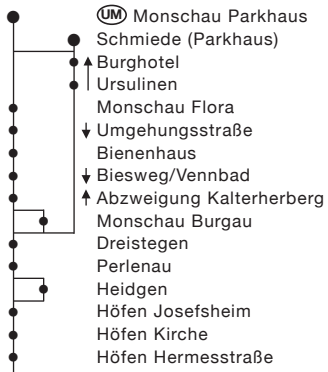 UM Monschau Parkhaus
Schmiede (Parkhaus)
Burghotel
Ursulinen
Monschau Flora
Umgehungsstraße
Bienenhaus
Biesweg/Vennbad
Abzweigung Kalterherberg
Monschau Burgau
Dreistegen
Perlenau
Heidgen
Höfen Josefsheim
Höfen Kirche
Höfen Hermesstraße